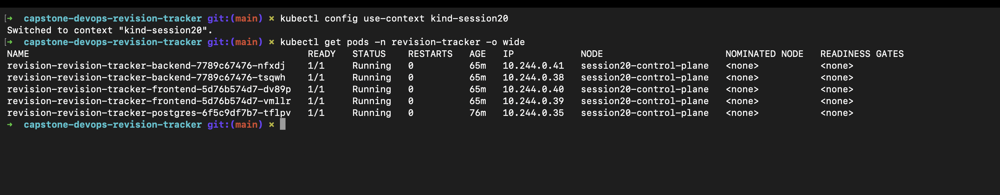 [➜  capstone-devops-revision-tracker git:(main) ✗ kubectl config use-context kind-session20
Switched to context "kind-session20".
[➜  capstone-devops-revision-tracker git:(main) ✗ kubectl get pods -n revision-tracker -o wide
NAME                                                  READY   STATUS    RESTARTS   AGE   IP            NODE                      NOMINATED NODE   READINESS GATES
revision-revision-tracker-backend-7789c67476-nfxdj    1/1     Running   0          65m   10.244.0.41   session20-control-plane   <none>           <none>
revision-revision-tracker-backend-7789c67476-tsqwh    1/1     Running   0          65m   10.244.0.38   session20-control-plane   <none>           <none>
revision-revision-tracker-frontend-5d76b574d7-dv89p   1/1     Running   0          65m   10.244.0.40   session20-control-plane   <none>           <none>
revision-revision-tracker-frontend-5d76b574d7-vmllr   1/1     Running   0          65m   10.244.0.39   session20-control-plane   <none>           <none>
revision-revision-tracker-postgres-6f5c9df7b7-tflpv   1/1     Running   0          76m   10.244.0.35   session20-control-plane   <none>           <none>
➜  capstone-devops-revision-tracker git:(main) ✗